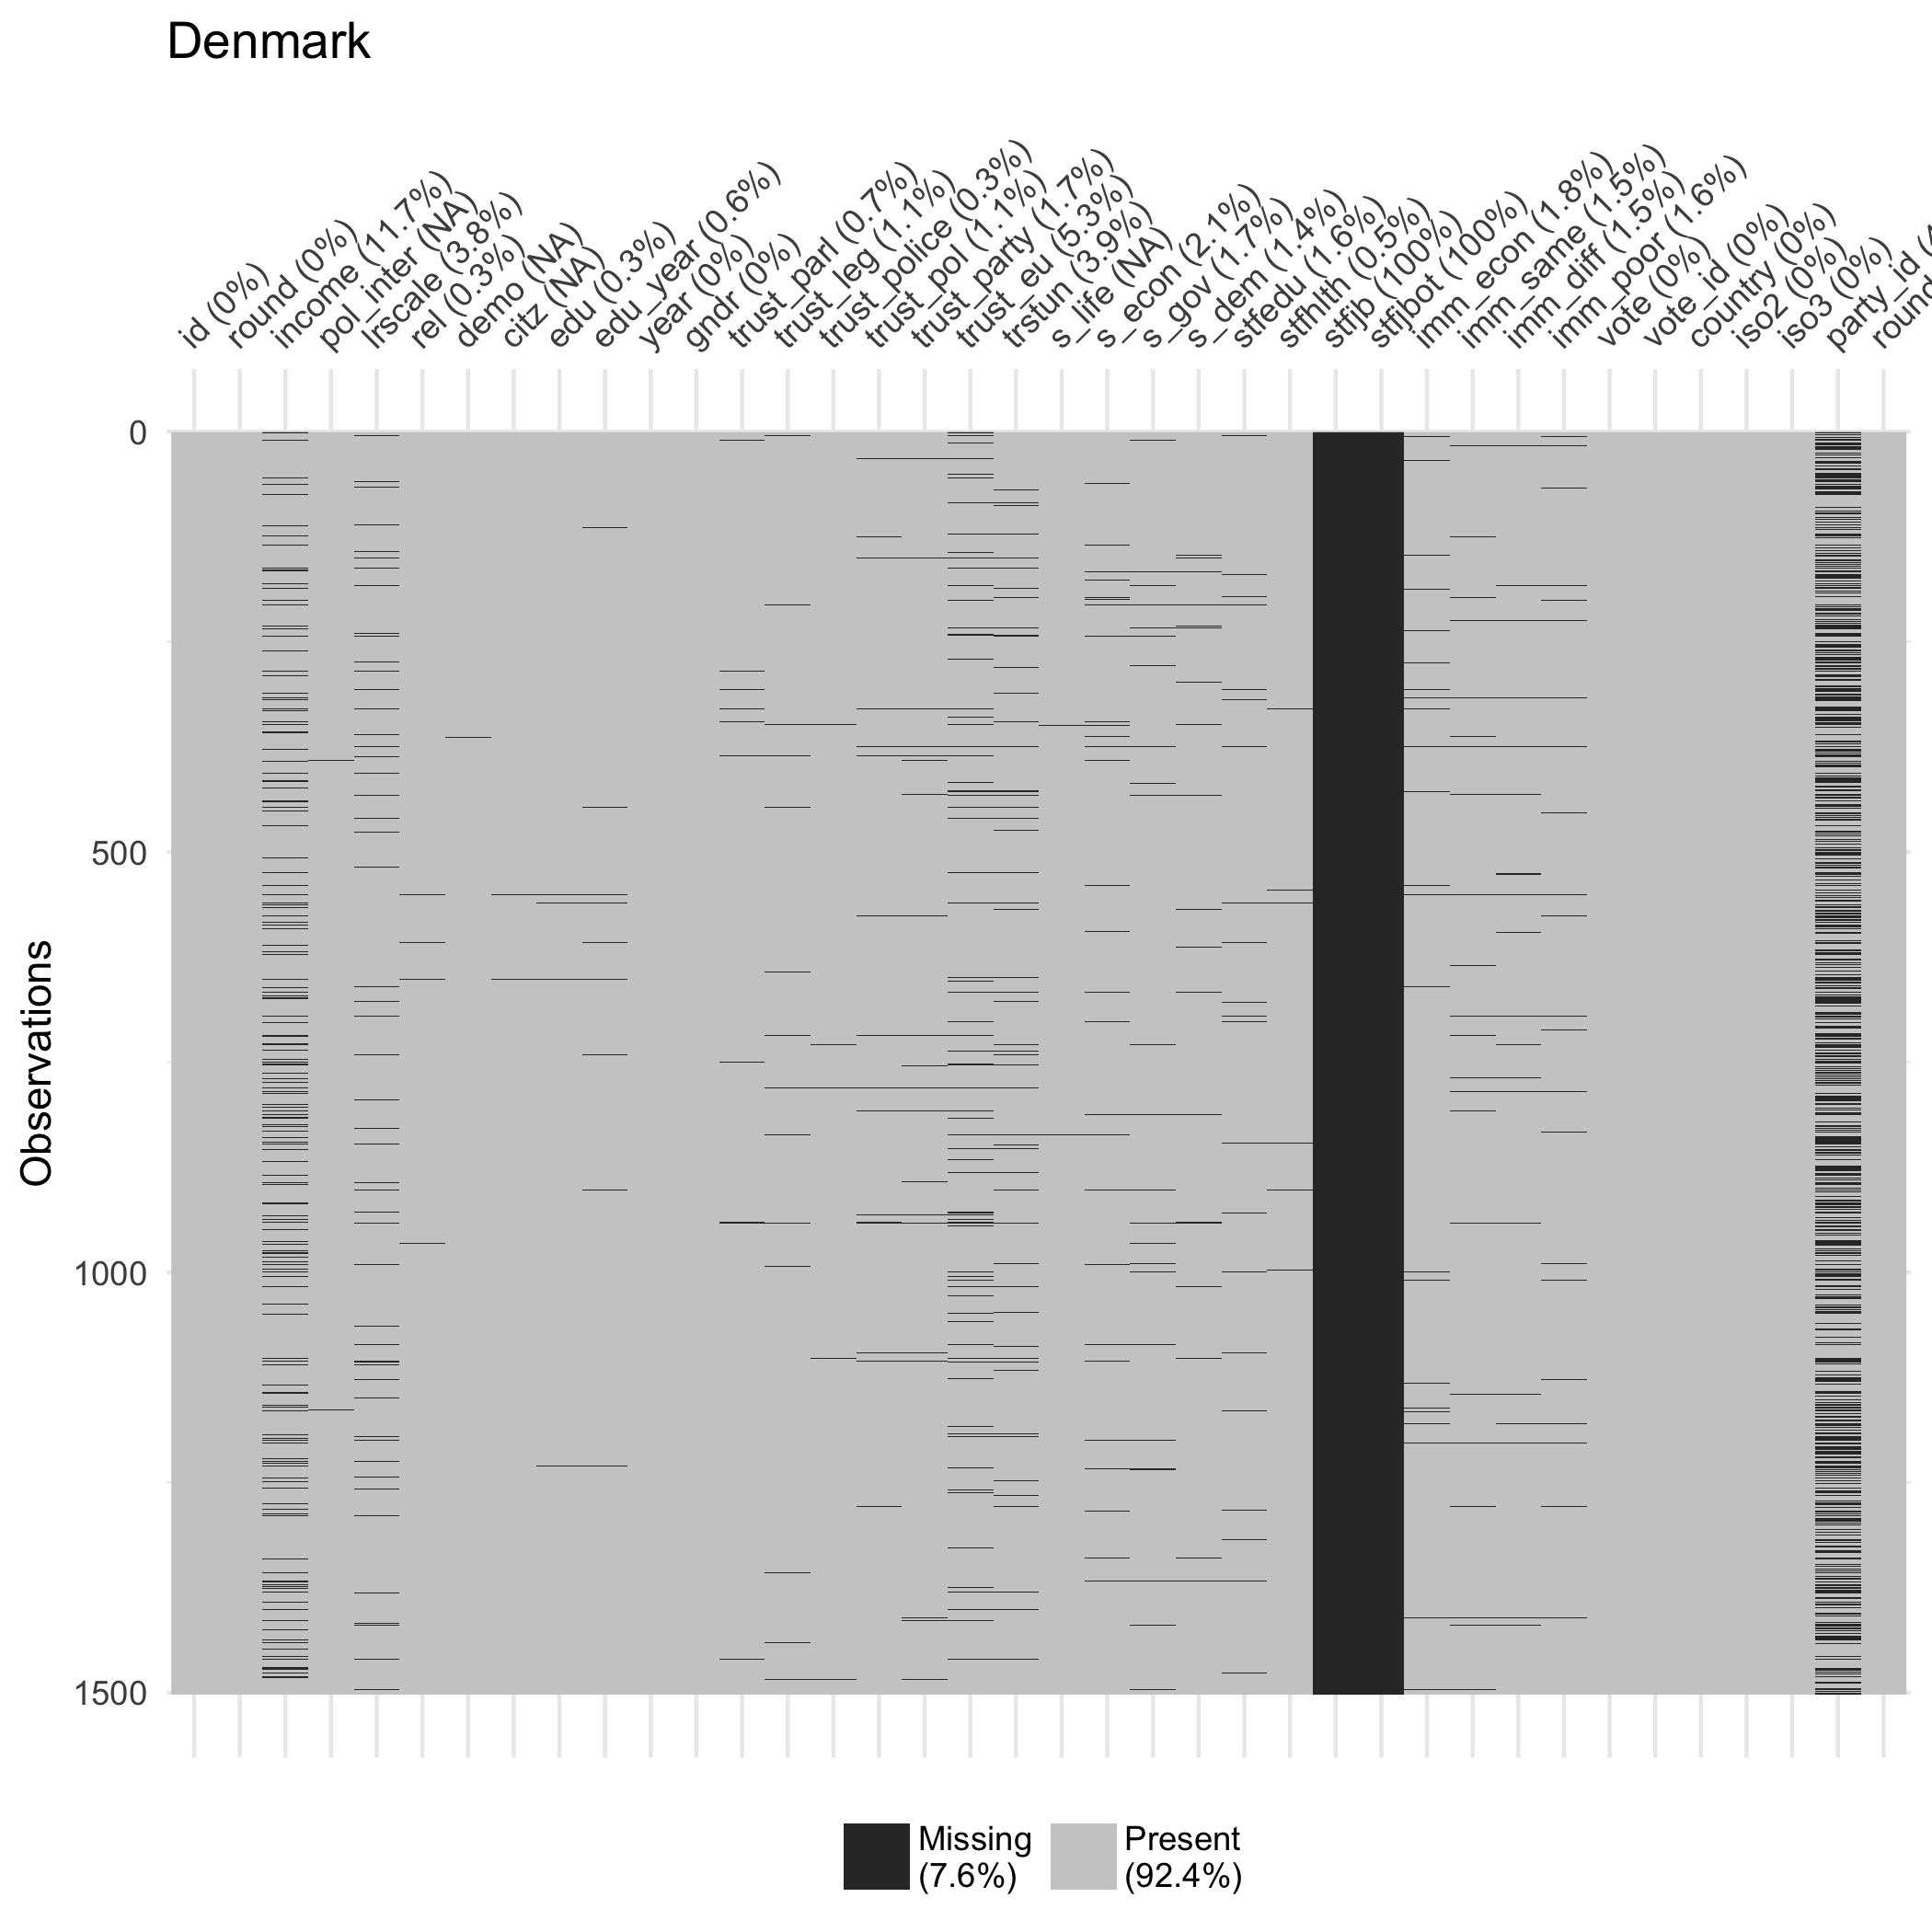 Denmark
id (0%)
round (0%)
income (11.7%)
pol_inter (NA)
lrscale (3.8%)
rel (0.3%)
demo (NA)
citz (NA)
edu (0.3%)
edu_year (0.6%)
year (0%)
gndr (0%)
trust_parl (0.7%)
trust_leg (1.1%)
trust_police (0.3%)
trust_pol (1.1%)
trust_party (1.7%)
trust_eu (5.3%)
trstun (3.9%)
s_life (NA)
s_econ (2.1%)
s_gov (1.7%)
s_dem (1.4%)
stfedu (1.6%)
stfhlth (0.5%)
stfjb (100%)
stfjbot (100%)
imm_econ (1.8%)
imm_same (1.5%)
imm_diff (1.5%)
imm_poor (1.6%)
vote (0%)
vote_id (0%)
country (0%)
iso2 (0%)
iso3 (0%)
party_id (4
round
0
500
1000
1500
Observations
Missing
(7.6%)
Present
(92.4%)